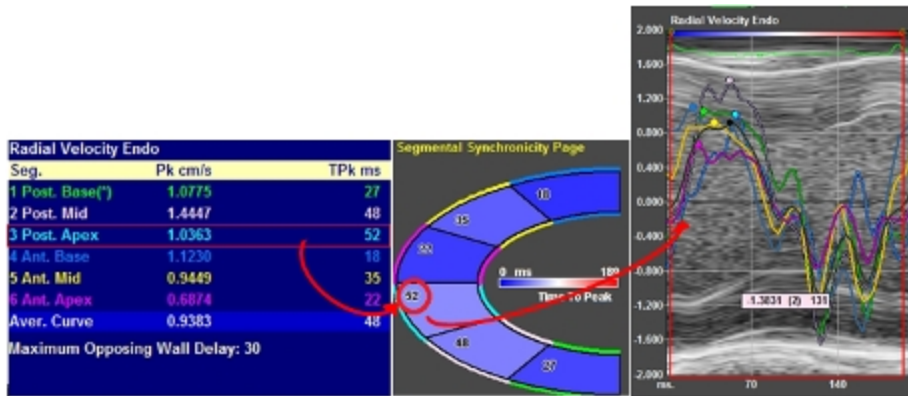 Radial Velocity Endo
Seg. Pk cm/s TPk ms
1 Post. Base(*) 1.0775 27
2 Post. Mid 1.4447 48
3 Post. Apex 1.0363 52
4 Ant. Base 1.1230 18
5 Ant. Mid 0.9449 35
6 Ant. Apex 0.6874 22
Aver. Curve 0.9383 48
Maximum Opposing Wall Delay: 30
Segmental Synchronicity Page
18
35
22
0 ms 189
Time To Peak
52
48
27
Radial Velocity Endo
2.000
1.600
1.200
0.800
0.400
0.000
-0.400
-0.800
-1.200
-1.600
-2.000
-1.3831 (2) 131
ms. 70 140